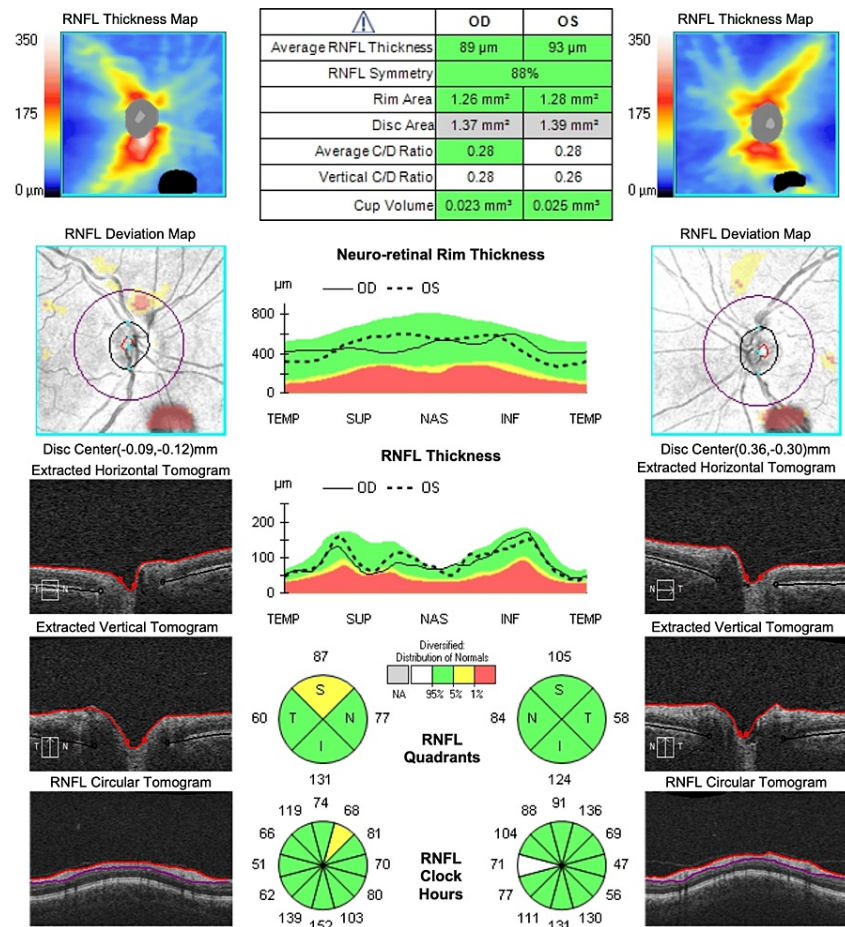 RNFL Thickness Map
350
175
0 μm
OD OS
Average RNFL Thickness 89 μm 93 μm
RNFL Symmetry 88%
Rim Area 1.26 mm² 1.28 mm²
Disc Area 1.37 mm² 1.39 mm²
Average C/D Ratio 0.28 0.28
Vertical C/D Ratio 0.28 0.26
Cup Volume 0.023 mm³ 0.025 mm³
RNFL Thickness Map
350
175
0 μm
RNFL Deviation Map
Disc Center(-0.09,-0.12)mm
Neuro-retinal Rim Thickness
μm
OD OS
800
400
0
TEMP SUP NAS INF TEMP
RNFL Deviation Map
Disc Center(0.36,-0.30)mm
Extracted Horizontal Tomogram
T N
RNFL Thickness
μm
OD OS
200
100
0
TEMP SUP NAS INF TEMP
Extracted Horizontal Tomogram
N T
Extracted Vertical Tomogram
T N
Diversified:
Distribution of Normals
NA 95% 5% 1%
87
S
60 T N 77
I
131
RNFL
Quadrants
105
S
84 N T 58
I
124
Extracted Vertical Tomogram
N T
RNFL Circular Tomogram
74
119 68
66 81
51 70
62 80
139 103
152
RNFL
Clock
Hours
91
88 136
104 69
71 47
77 56
111 130
131
RNFL Circular Tomogram